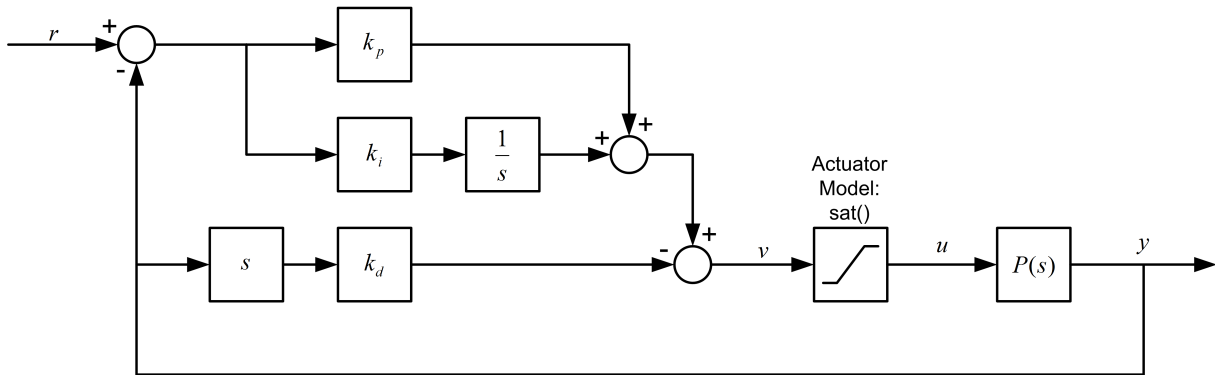 r
+
-
k_p
+
+
k_i
1/s
Actuator
Model:
sat()
s
k_d
-
+
v
u
P(s)
y